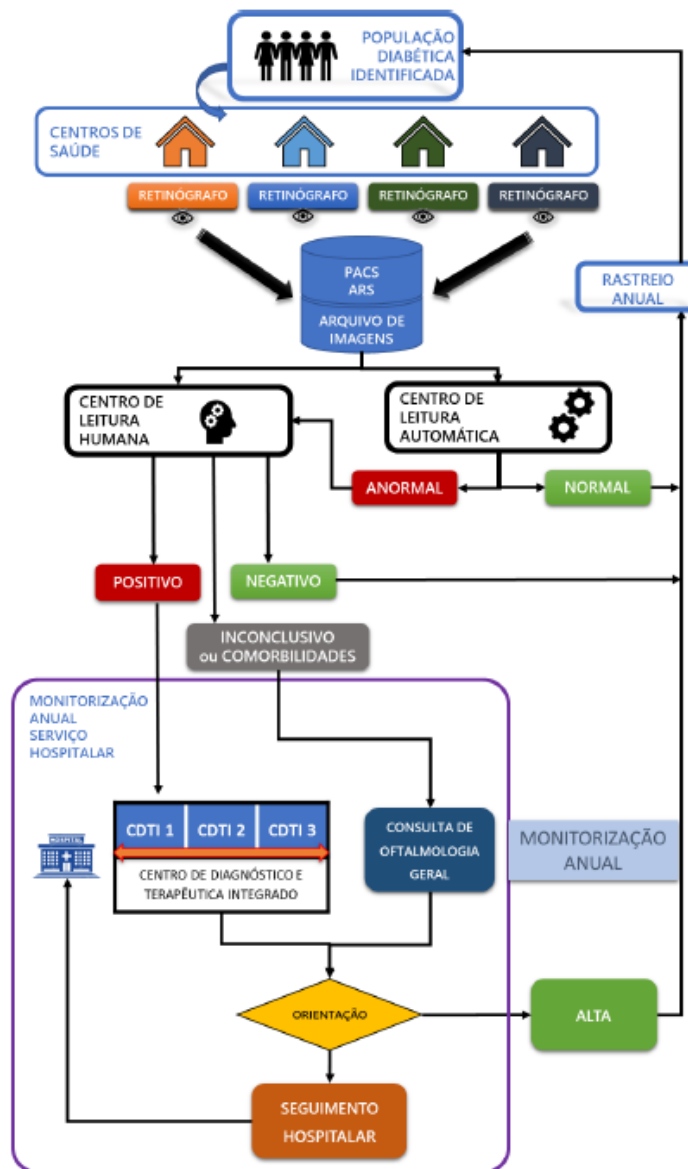 POPULAÇÃO
DIABÉTICA
IDENTIFICADA
CENTROS DE
SAÚDE
RETINÓGRAFO
RETINÓGRAFO
RETINÓGRAFO
RETINÓGRAFO
PACS
ARS
ARQUIVO DE
IMAGENS
RASTREIO
ANUAL
CENTRO DE
LEITURA
HUMANA
CENTRO DE
LEITURA
AUTOMÁTICA
ANORMAL
NORMAL
POSITIVO
NEGATIVO
INCONCLUSIVO
ou COMORBILIDADES
MONITORIZAÇÃO
ANUAL
SERVIÇO
HOSPITALAR
HOSPITAL
CDTI 1
CDTI 2
CDTI 3
CENTRO DE DIAGNÓSTICO E
TERAPÊUTICA INTEGRADO
CONSULTA DE
OFTALMOLOGIA
GERAL
MONITORIZAÇÃO
ANUAL
ORIENTAÇÃO
ALTA
SEGUIMENTO
HOSPITALAR